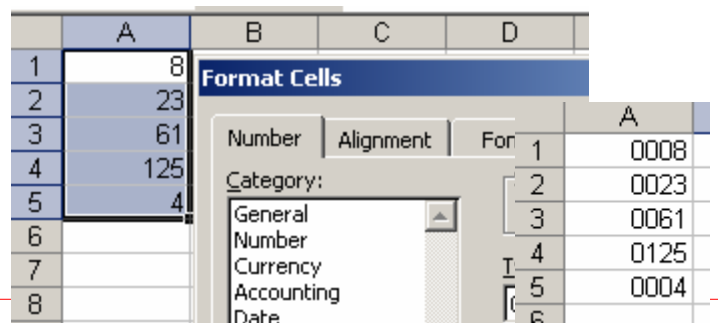 A B C D
1 8
2 23
3 61
4 125
5 4
6
7
8
Format Cells
Number Alignment
Category:
General
Number
Currency
Accounting
Date
A
1 0008
2 0023
3 0061
4 0125
5 0004
6